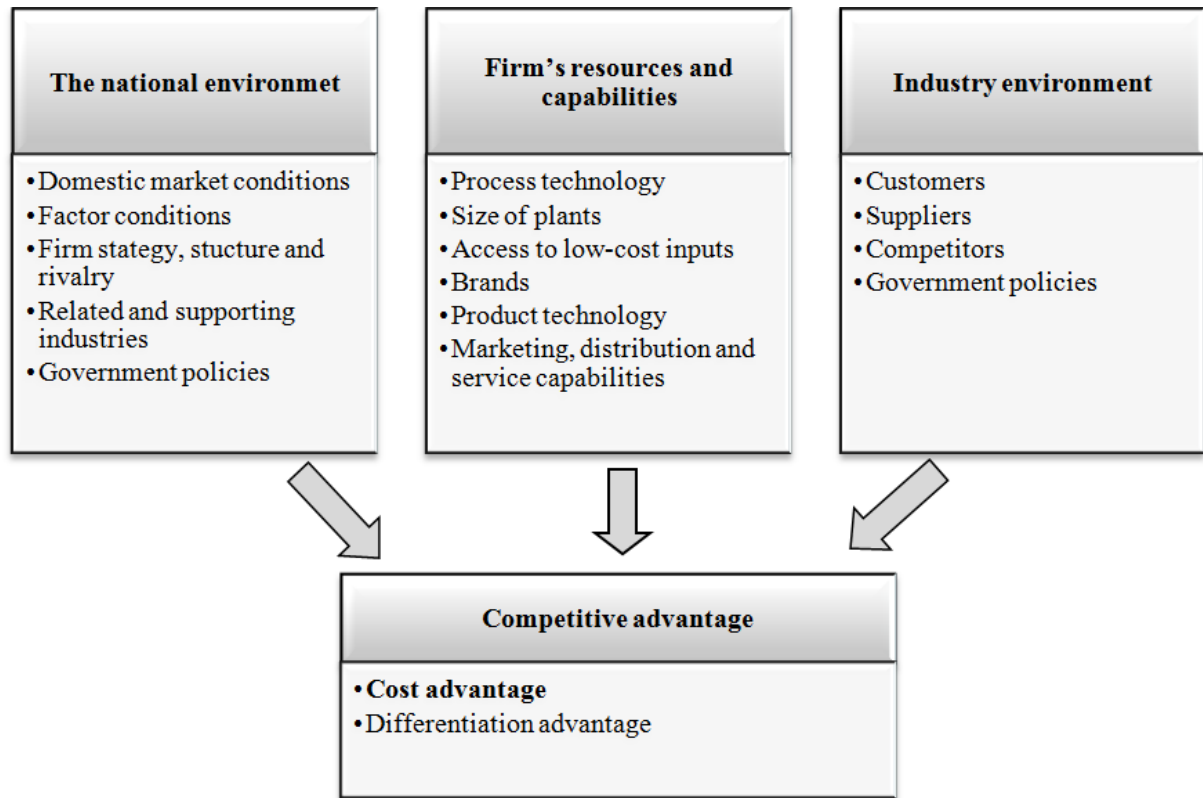 The national environmet
•Domestic market conditions
•Factor conditions
•Firm stategy, stucture and
rivalry
•Related and supporting
industries
•Government policies
Firm’s resources and
capabilities
•Process technology
•Size of plants
•Access to low-cost inputs
•Brands
•Product technology
•Marketing, distribution and
service capabilities
Industry environment
•Customers
•Suppliers
•Competitors
•Government policies
Competitive advantage
•Cost advantage
•Differentiation advantage